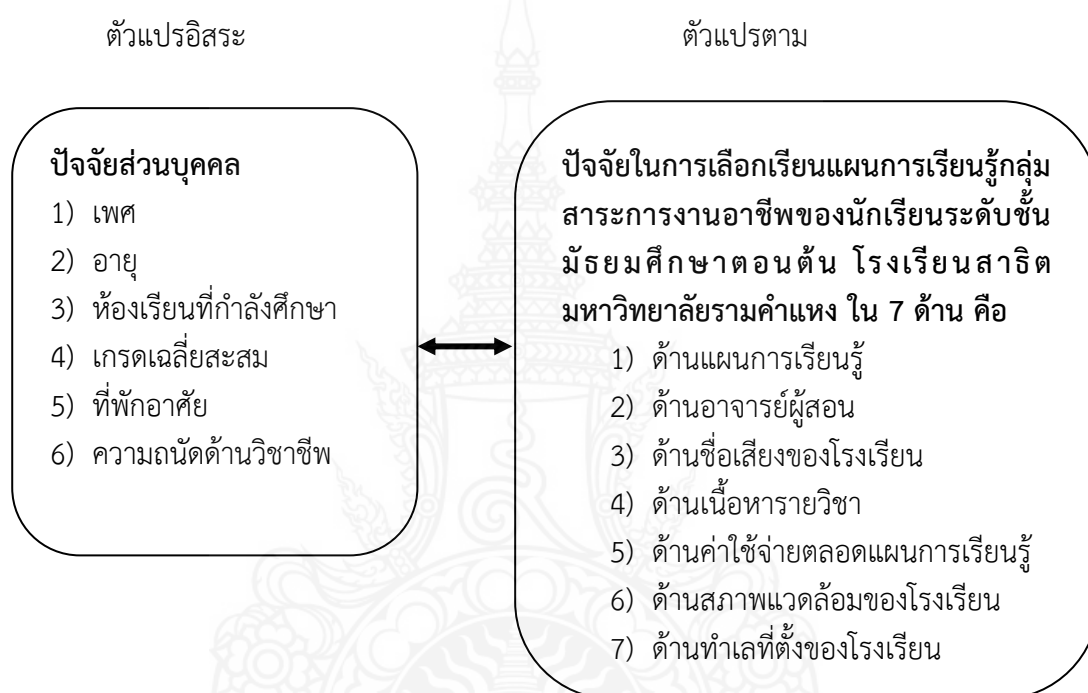 ตัวแปรอิสระ
ตัวแปรตาม
ปัจจัยส่วนบุคคล
1) เพศ
2) อายุ
3) ห้องเรียนที่กำลังศึกษา
4) เกรดเฉลี่ยสะสม
5) ที่พักอาศัย
6) ความถนัดด้านวิชาชีพ
ปัจจัยในการเลือกเรียนแผนการเรียนรู้กลุ่ม
สาระการงานอาชีพของนักเรียนระดับชั้น
มัธยมศึกษาตอนต้น โรงเรียนสาธิต
มหาวิทยาลัยรามคำแหง ใน 7 ด้าน คือ
1) ด้านแผนการเรียนรู้
2) ด้านอาจารย์ผู้สอน
3) ด้านชื่อเสียงของโรงเรียน
4) ด้านเนื้อหารายวิชา
5) ด้านค่าใช้จ่ายตลอดแผนการเรียนรู้
6) ด้านสภาพแวดล้อมของโรงเรียน
7) ด้านทำเลที่ตั้งของโรงเรียน